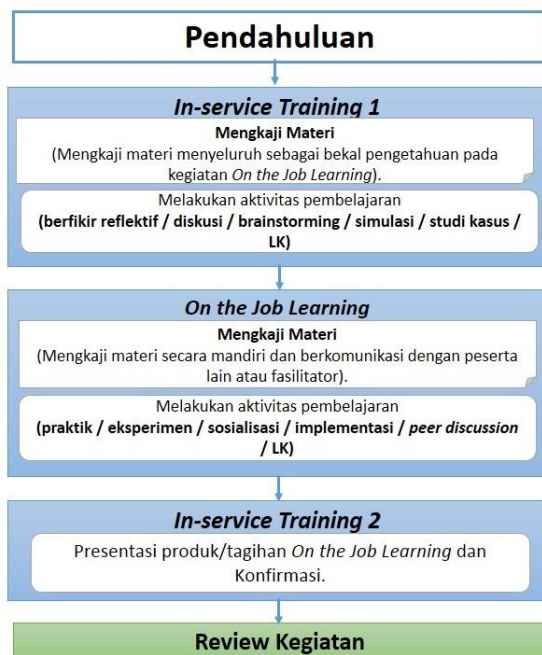 Pendahuluan
In-service Training 1
Mengkaji Materi
(Mengkaji materi menyeluruh sebagai bekal pengetahuan pada
kegiatan On the Job Learning).
Melakukan aktivitas pembelajaran
(berfikir reflektif / diskusi / brainstorming / simulasi / studi kasus /
LK)
On the Job Learning
Mengkaji Materi
(Mengkaji materi secara mandiri dan berkomunikasi dengan peserta
lain atau fasilitator).
Melakukan aktivitas pembelajaran
(praktik / eksperimen / sosialisasi / implementasi / peer discussion
/ LK)
In-service Training 2
Presentasi produk/tagihan On the Job Learning dan
Konfirmasi.
Review Kegiatan